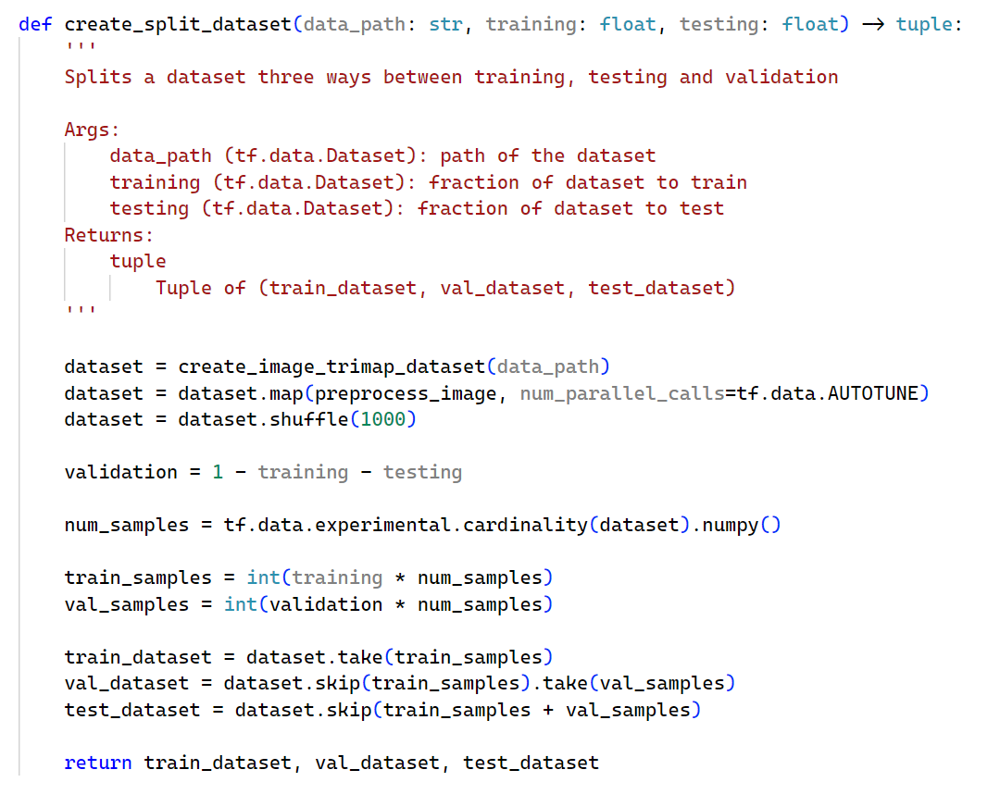 def create_split_dataset(data_path: str, training: float, testing: float) -> tuple:
    '''
    Splits a dataset three ways between training, testing and validation

    Args:
        data_path (tf.data.Dataset): path of the dataset
        training (tf.data.Dataset): fraction of dataset to train
        testing (tf.data.Dataset): fraction of dataset to test
    Returns:
        tuple
            Tuple of (train_dataset, val_dataset, test_dataset)
    '''

    dataset = create_image_trimap_dataset(data_path)
    dataset = dataset.map(preprocess_image, num_parallel_calls=tf.data.AUTOTUNE)
    dataset = dataset.shuffle(1000)

    validation = 1 - training - testing

    num_samples = tf.data.experimental.cardinality(dataset).numpy()

    train_samples = int(training * num_samples)
    val_samples = int(validation * num_samples)

    train_dataset = dataset.take(train_samples)
    val_dataset = dataset.skip(train_samples).take(val_samples)
    test_dataset = dataset.skip(train_samples + val_samples)

    return train_dataset, val_dataset, test_dataset